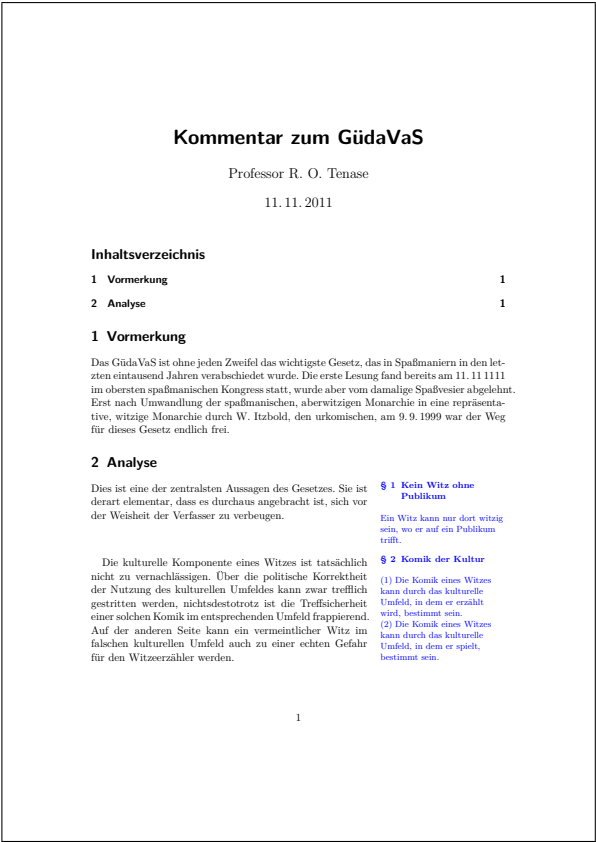 Kommentar zum GüdaVaS
Professor R. O. Tenase
11. 11. 2011
Inhaltsverzeichnis
1 Vormerkung 1
2 Analyse 1
1 Vormerkung
Das GüdaVaS ist ohne jeden Zweifel das wichtigste Gesetz, das in Spaßmaniern in den let-
zten eintausend Jahren verabschiedet wurde. Die erste Lesung fand bereits am 11. 11 1111
im obersten spaßmanischen Kongress statt, wurde aber vom damalige Spaßvesier abgelehnt.
Erst nach Umwandlung der spaßmanischen, aberwitzigen Monarchie in eine repräsenta-
tive, witzige Monarchie durch W. Itzbold, den urkomischen, am 9. 9. 1999 war der Weg
für dieses Gesetz endlich frei.
2 Analyse
Dies ist eine der zentralsten Aussagen des Gesetzes. Sie ist
derart elementar, dass es durchaus angebracht ist, sich vor
der Weisheit der Verfasser zu verbeugen.
§ 1 Kein Witz ohne
Publikum
Ein Witz kann nur dort witzig
sein, wo er auf ein Publikum
trifft.
Die kulturelle Komponente eines Witzes ist tatsächlich
nicht zu vernachlässigen. Über die politische Korrektheit
der Nutzung des kulturellen Umfeldes kann zwar trefflich
gestritten werden, nichtsdestotrotz ist die Treffsicherheit
einer solchen Komik im entsprechenden Umfeld frappierend.
Auf der anderen Seite kann ein vermeintlicher Witz im
falschen kulturellen Umfeld auch zu einer echten Gefahr
für den Witzeerzähler werden.
§ 2 Komik der Kultur
(1) Die Komik eines Witzes
kann durch das kulturelle
Umfeld, in dem er erzählt
wird, bestimmt sein.
(2) Die Komik eines Witzes
kann durch das kulturelle
Umfeld, in dem er spielt,
bestimmt sein.
1